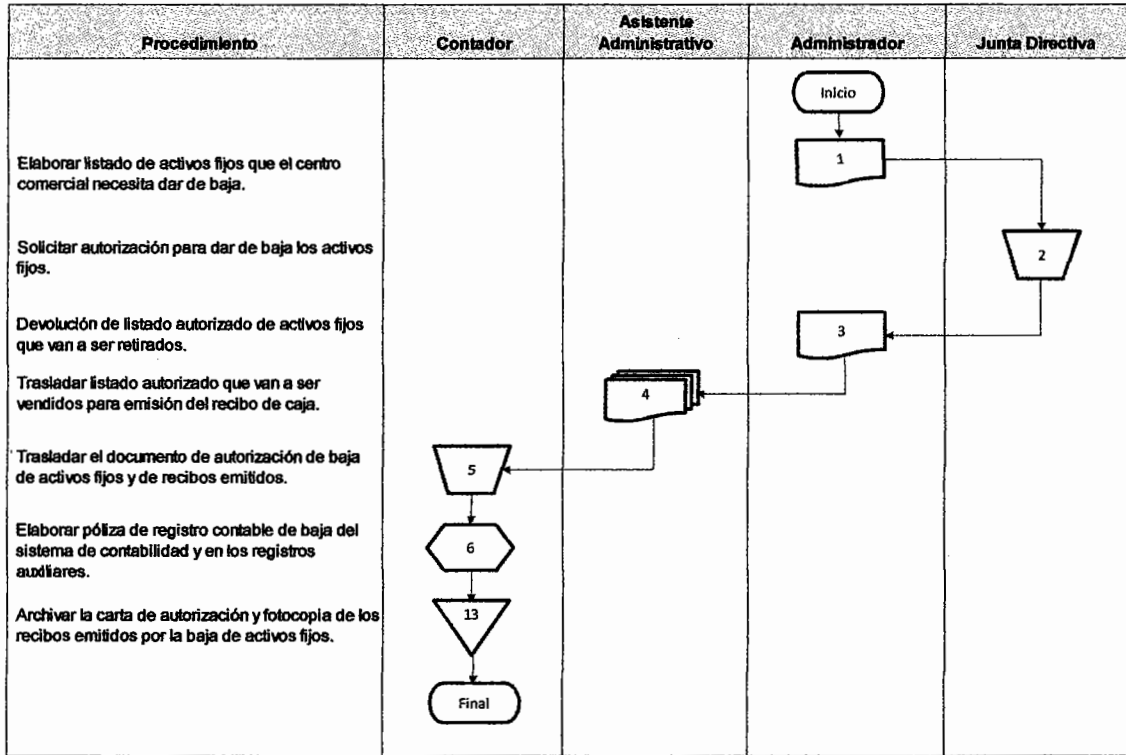 Procedimiento
Contador
Asistente
Administrativo
Administrador
Junta Directiva
Inicio
Elaborar listado de activos fijos que el centro
comercial necesita dar de baja.
1
Solicitar autorización para dar de baja los activos
fijos.
2
Devolución de listado autorizado de activos fijos
que van a ser retirados.
3
Trasladar listado autorizado que van a ser
vendidos para emisión del recibo de caja.
4
Trasladar el documento de autorización de baja
de activos fijos y de recibos emitidos.
5
Elaborar póliza de registro contable de baja del
sistema de contabilidad y en los registros
auxiliares.
6
Archivar la carta de autorización y fotocopia de los
recibos emitidos por la baja de activos fijos.
13
Final